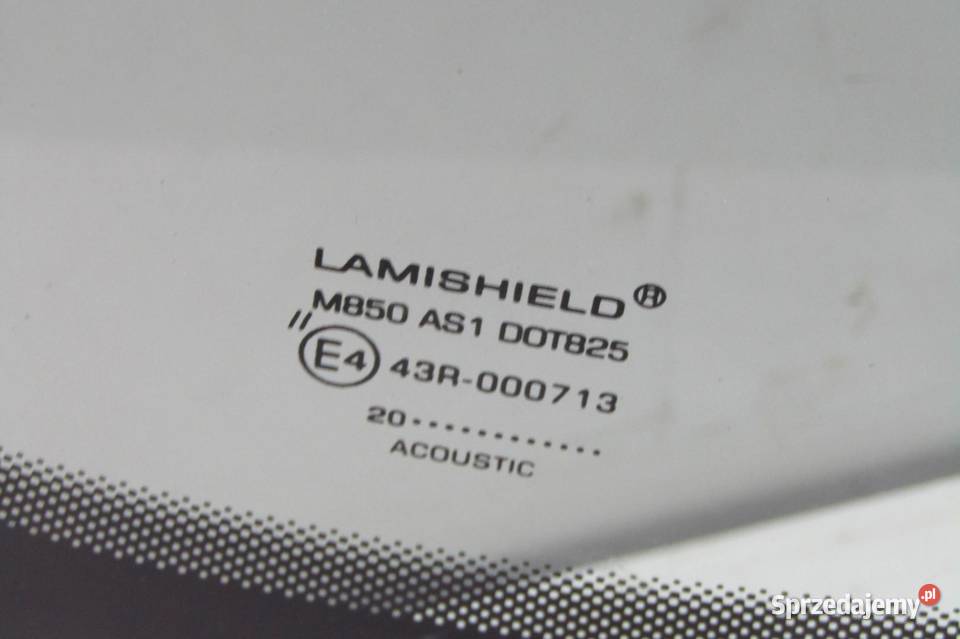 LAMISHIELD®
M850 AS1 DOT825
// E4 43R-000713
20············
ACOUSTIC
Sprzedajemy.pl